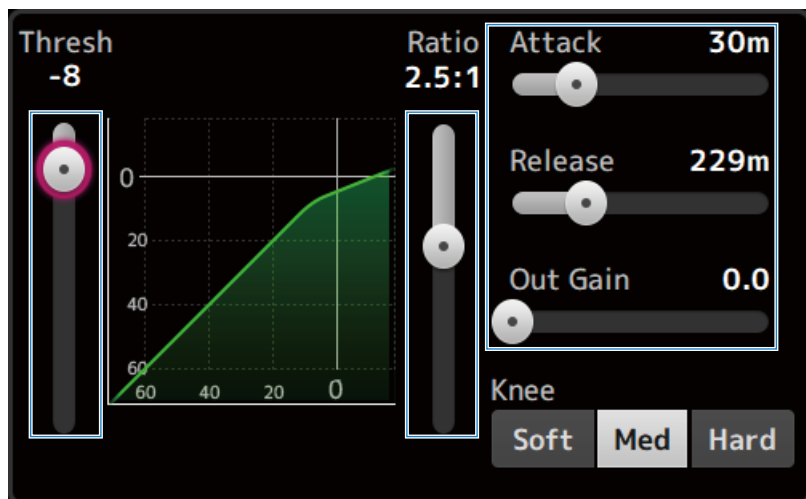 Thresh
-8
Ratio
2.5:1
Attack 30m
Release 229m
Out Gain 0.0
0
20
40
60
60 40 20 0
Knee
Soft Med Hard